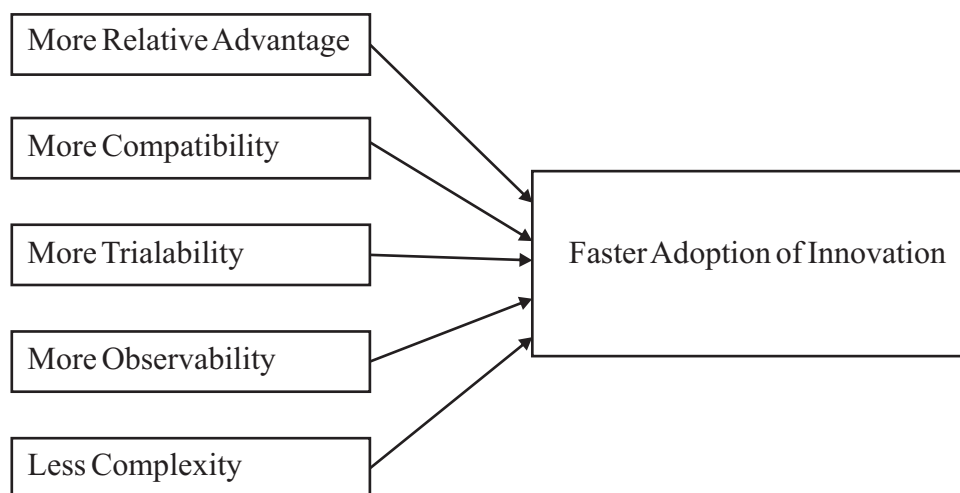 More Relative Advantage
More Compatibility
More Trialability
Faster Adoption of Innovation
More Observability
Less Complexity